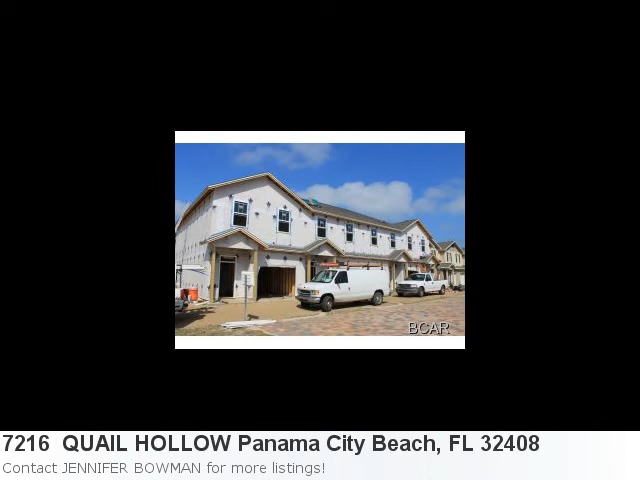 BCAR
7216 QUAIL HOLLOW Panama City Beach, FL 32408
Contact JENNIFER BOWMAN for more listings!